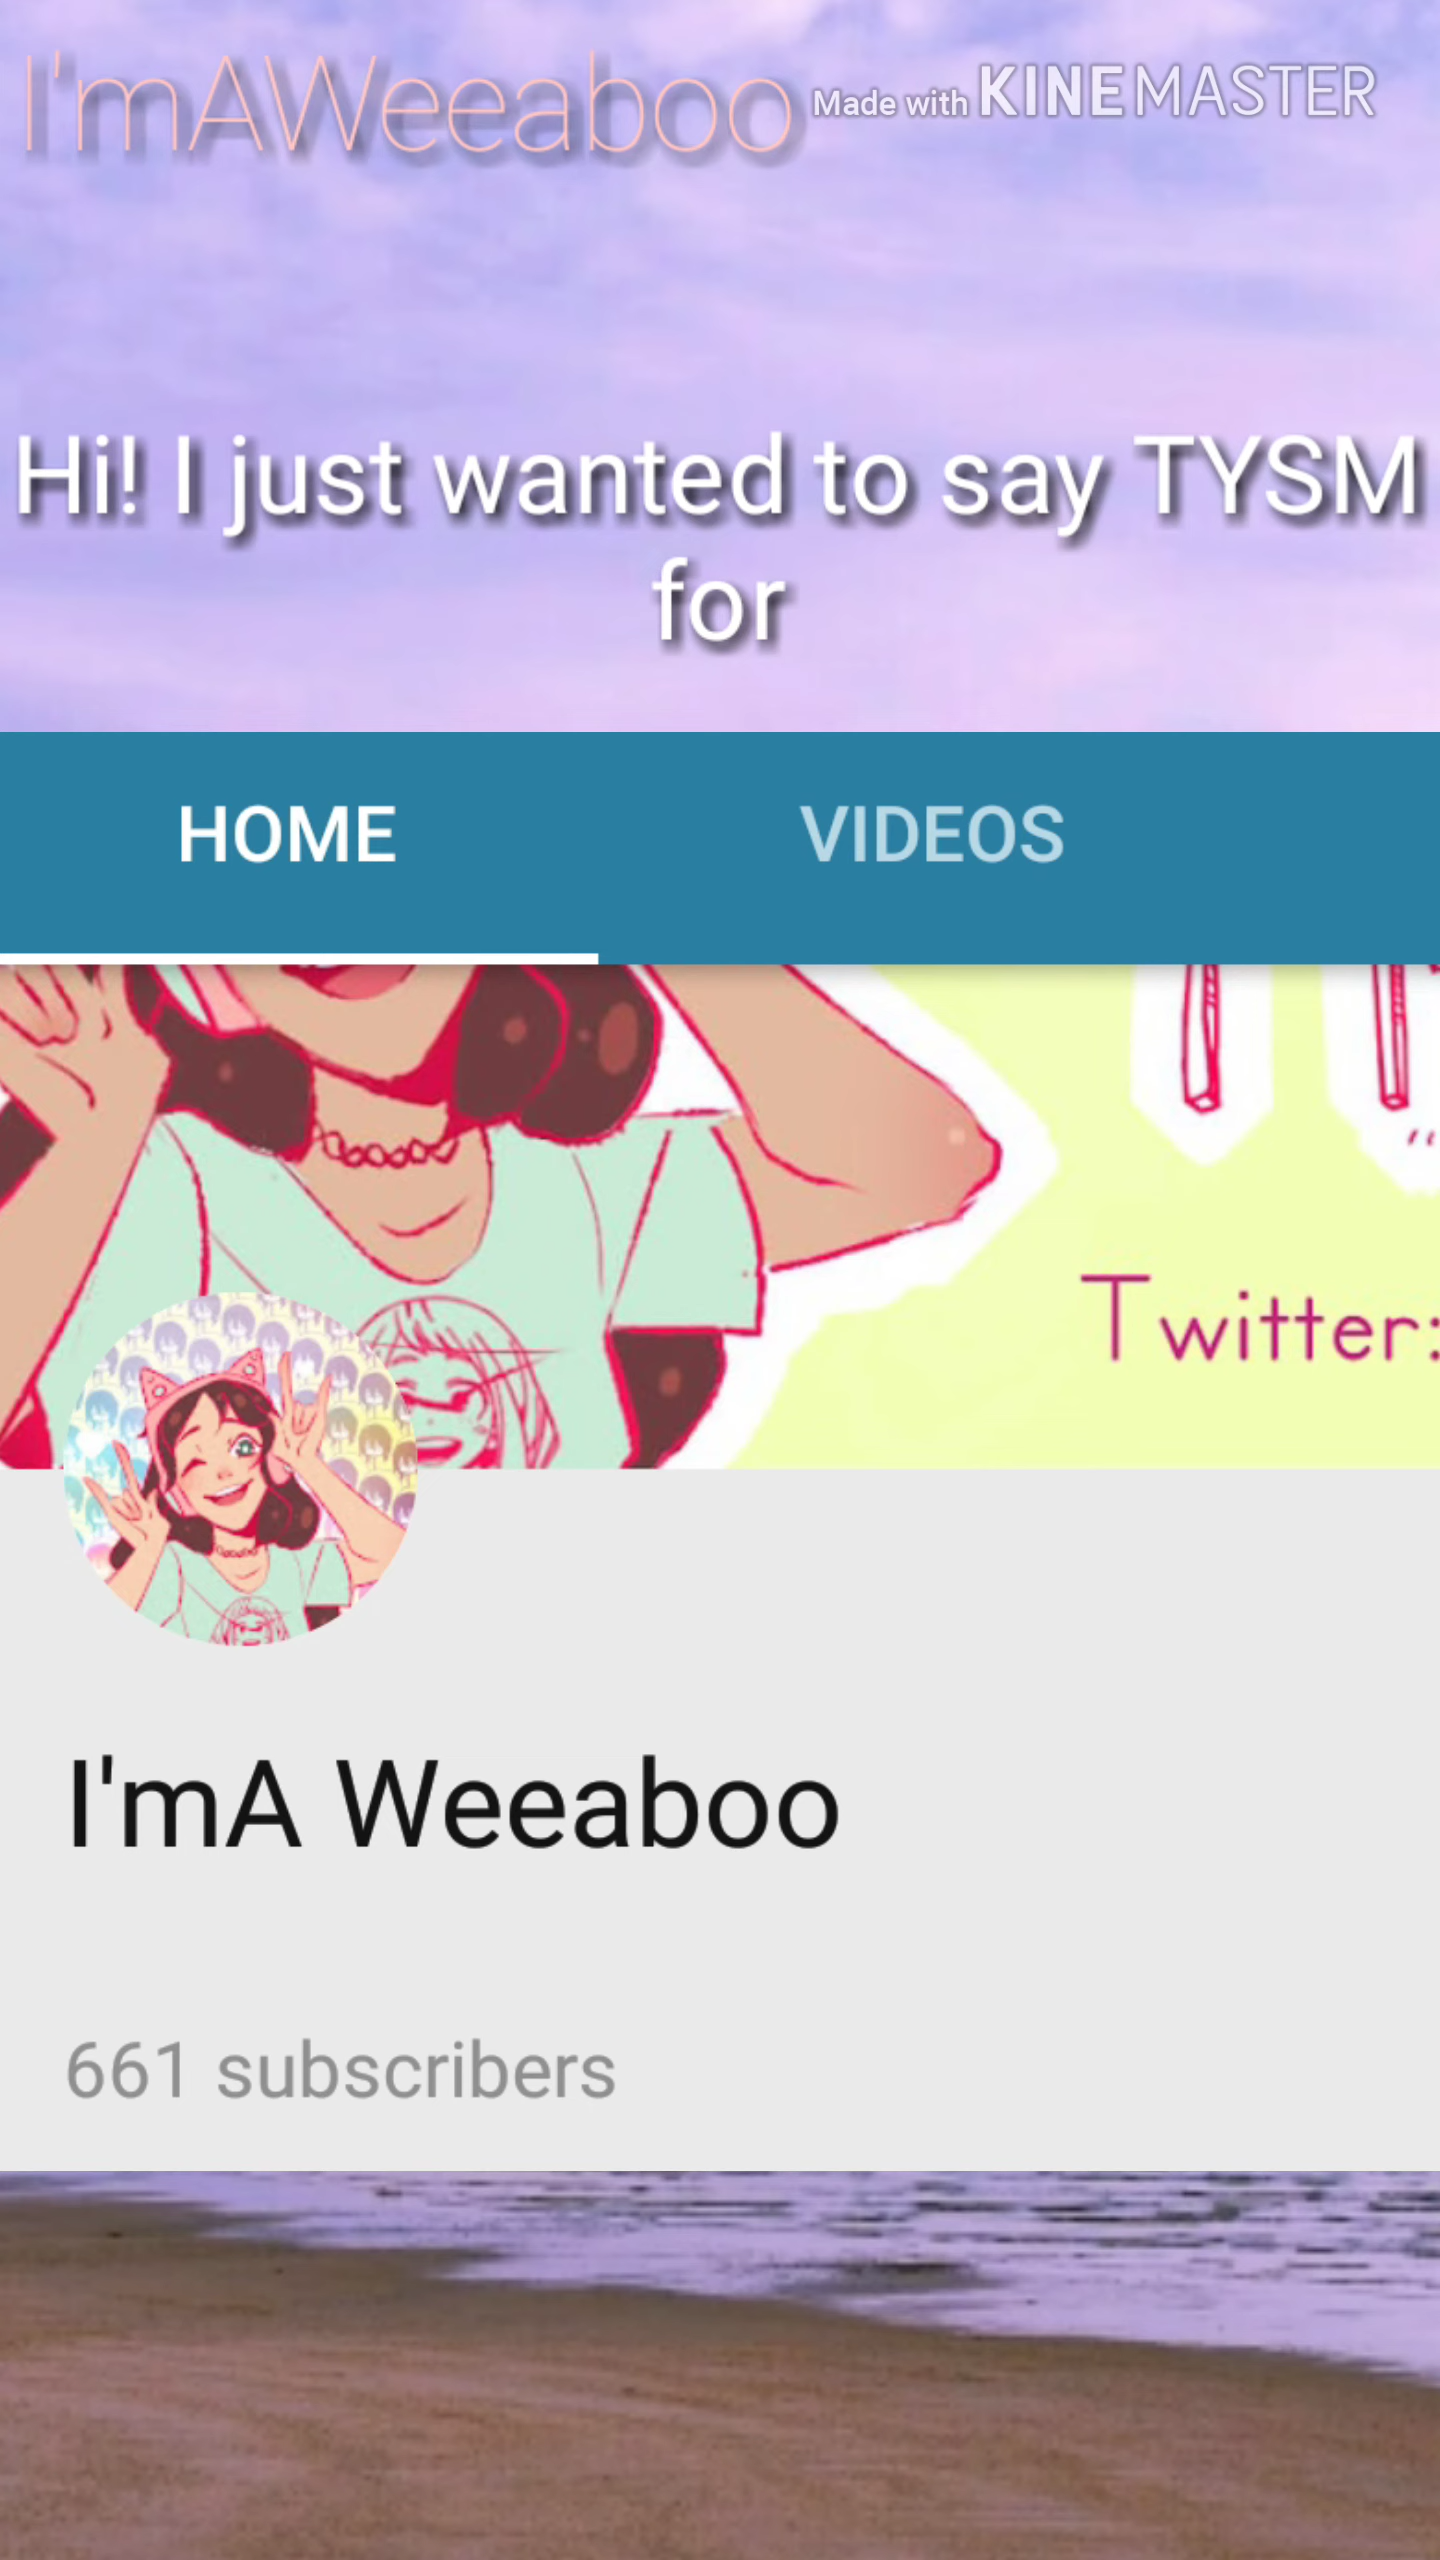 I'mAWeeaboo
Made with KINEMASTER
Hi! I just wanted to say TYSM
for
HOME VIDEOS
Twitter:
I'mA Weeaboo
661 subscribers